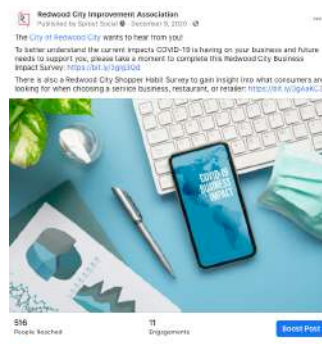 Redwood City Improvement Association
Published by Sprout Social · December 9, 2020 ·
The City of Redwood City wants to hear from you!
To better understand the current impacts COVID-19 is having on your business and future
needs to support you, please take a moment to complete this Redwood City Business
Impact Survey:
There is also a Redwood City Shopper Habit Survey to gain insight into what consumers are
looking for when choosing a service business, restaurant, or retailer:
COVID-19
BUSINESS
IMPACT
516
People Reached
11
Engagements
Boost Post